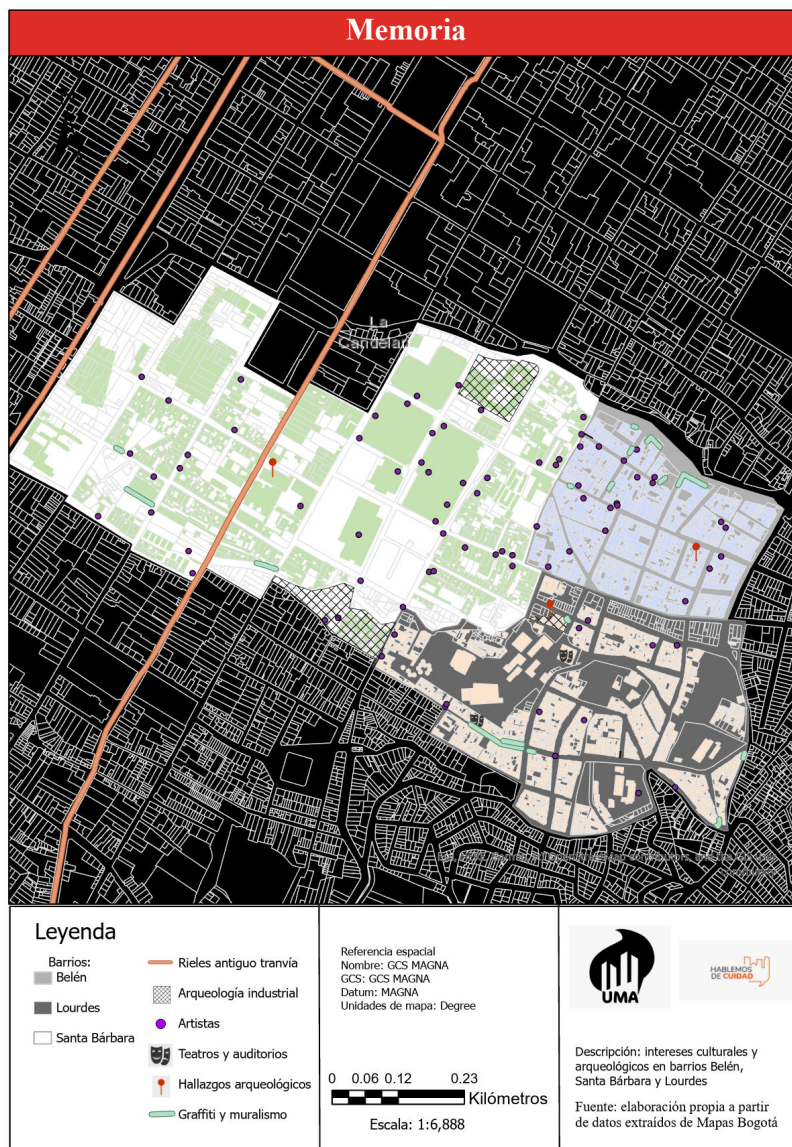 Memoria
La
Candelari
Leyenda
Barrios:
Belén
Lourdes
Santa Bárbara
Rieles antiguo tranvía
Arqueología industrial
Artistas
Teatros y auditorios
Hallazgos arqueológicos
Graffiti y muralismo
Referencia espacial
Nombre: GCS MAGNA
GCS: GCS MAGNA
Datum: MAGNA
Unidades de mapa: Degree
0 0.06 0.12 0.23
Kilómetros
Escala: 1:6,888
UMA
HABLEMOS
DE CUIDAD
Descripción: intereses culturales y
arqueológicos en barrios Belén,
Santa Bárbara y Lourdes
Fuente: elaboración propia a partir
de datos extraídos de Mapas Bogotá